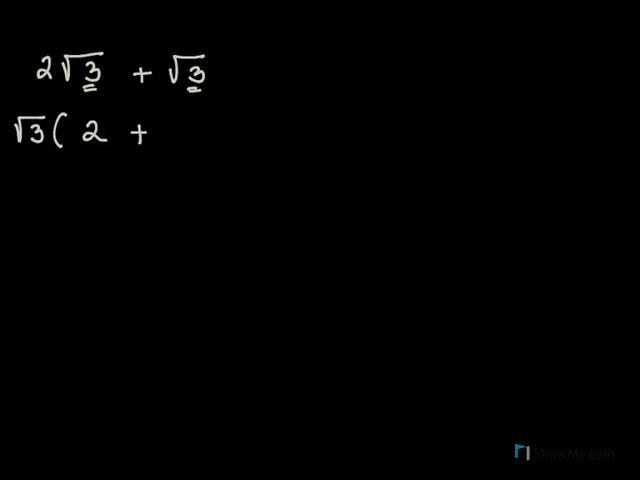 2√3 + √3
√3( 2 +
ShowMe.com